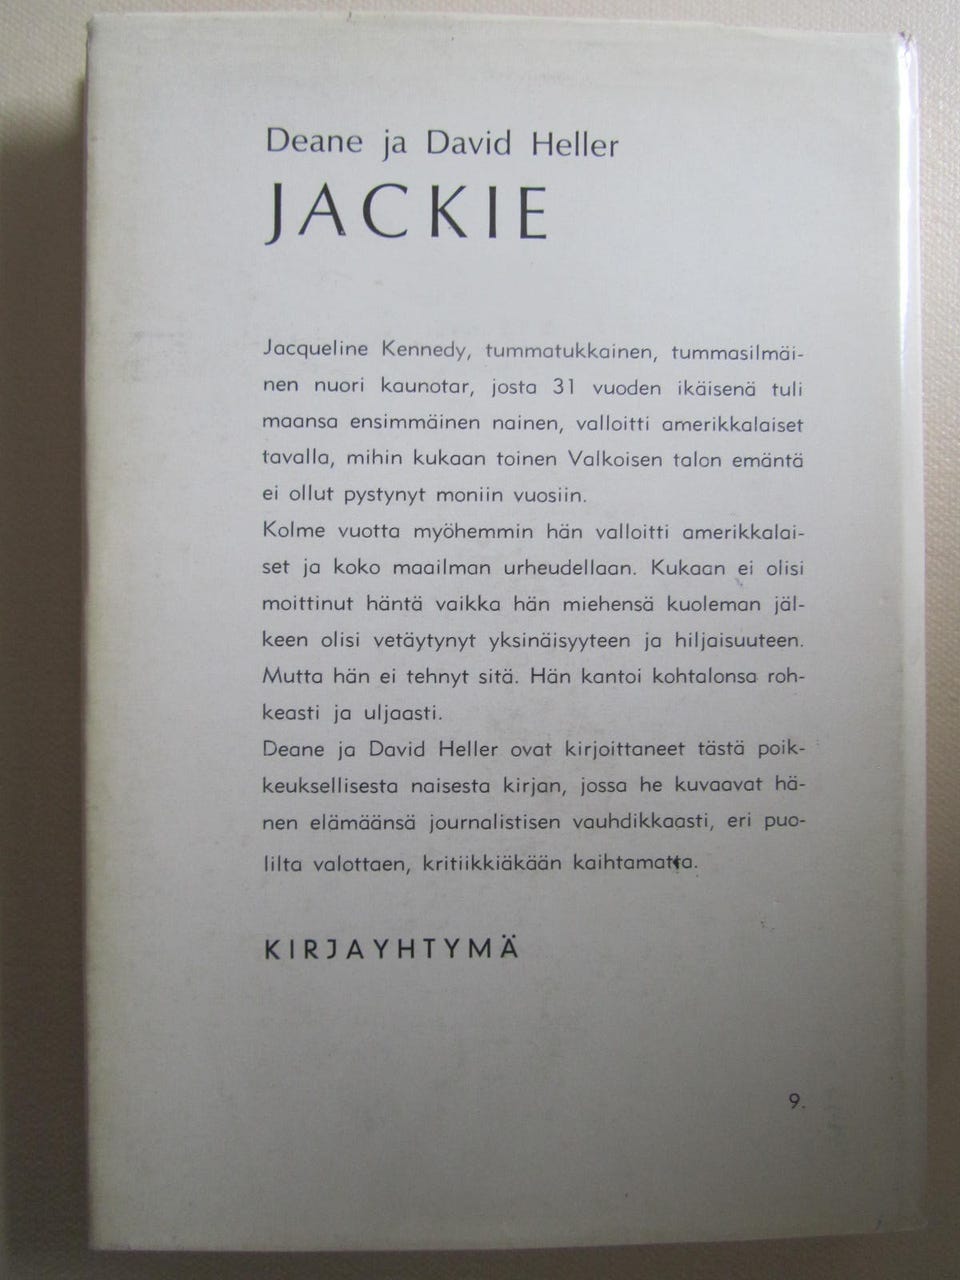 Deane ja David Heller
JACKIE
Jacqueline Kennedy, tummatukkainen, tummasilmäi-
nen nuori kaunotar, josta 31 vuoden ikäisenä tuli
maansa ensimmäinen nainen, valloitti amerikkalaiset
tavalla, mihin kukaan toinen Valkoisen talon emäntä
ei ollut pystynyt moniin vuosiin.
Kolme vuotta myöhemmin hän valloitti amerikkalai-
set ja koko maailman urheudellaan. Kukaan ei olisi
moittinut häntä vaikka hän miehensä kuoleman jäl-
keen olisi vetäytynyt yksinäisyyteen ja hiljaisuuteen.
Mutta hän ei tehnyt sitä. Hän kantoi kohtalonsa roh-
keasti ja uljaasti.
Deane ja David Heller ovat kirjoittaneet tästä poik-
keuksellisesta naisesta kirjan, jossa he kuvaavat hä-
nen elämäänsä journalistisen vauhdikkaasti, eri puo-
lilta valottaen, kritiikkiäkään kaihtamatta.
KIRJAYHTYMÄ
9.